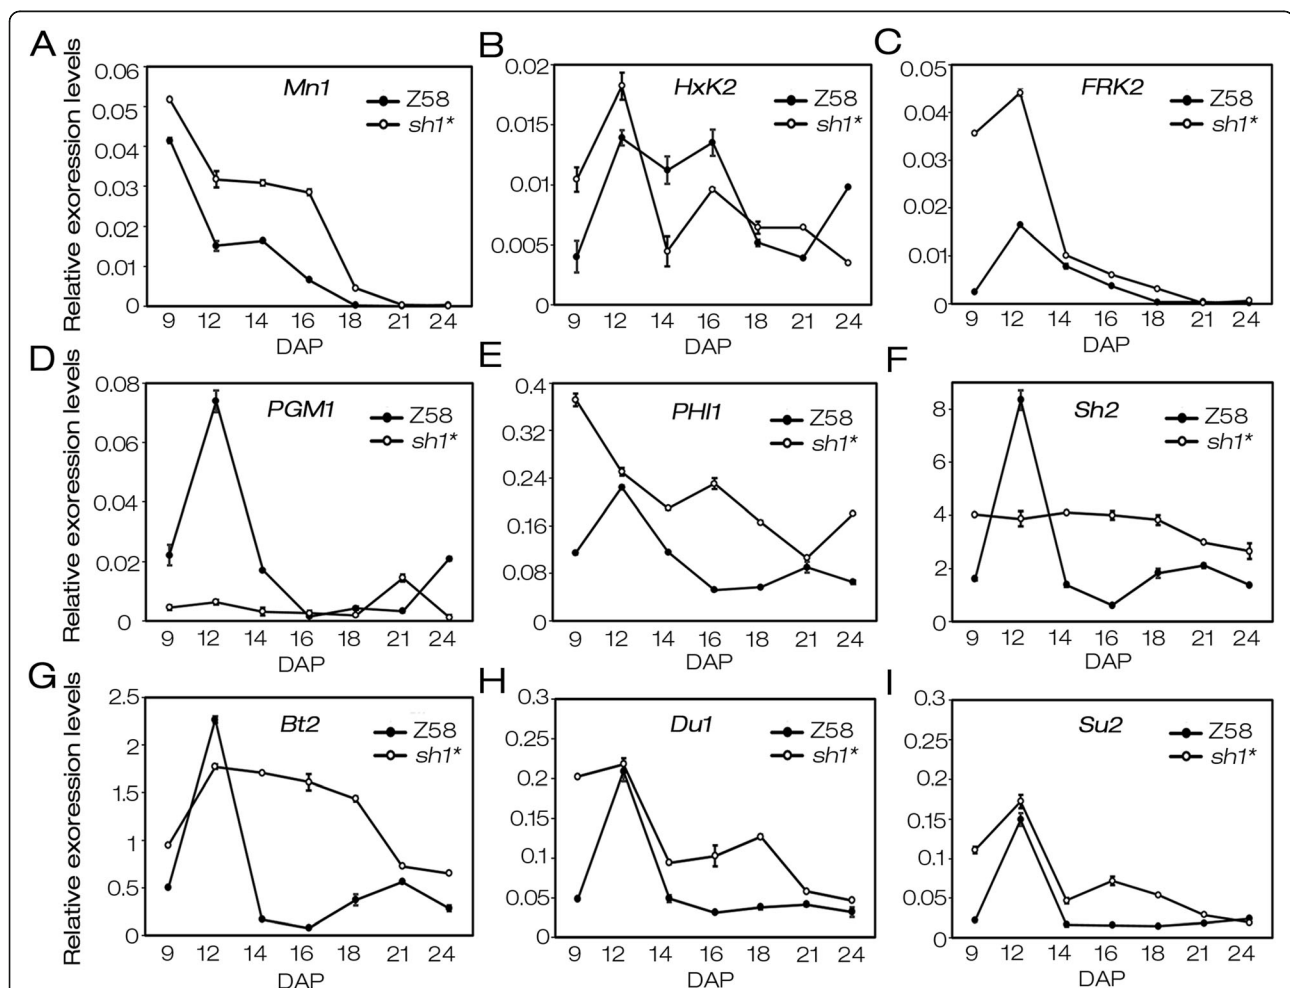 A B C
Relative exoression levels
Mn1
Z58
sh1*
0.06
0.05
0.04
0.03
0.02
0.01
0
9 12 14 16 18 21 24
DAP
HxK2
Z58
sh1*
0.02
0.015
0.01
0.005
0
9 12 14 16 18 21 24
DAP
FRK2
Z58
sh1*
0.05
0.04
0.03
0.02
0.01
0
9 12 14 16 18 21 24
DAP
D E F
Relative exoression levels
PGM1
Z58
sh1*
0.08
0.06
0.04
0.02
0
9 12 14 16 18 21 24
DAP
PHI1
Z58
sh1*
0.4
0.32
0.24
0.16
0.08
0
9 12 14 16 18 21 24
DAP
Sh2
Z58
sh1*
8
6
4
2
0
9 12 14 16 18 21 24
DAP
G H I
Relative exoression levels
Bt2
Z58
sh1*
2.5
2
1.5
1
0.5
0
9 12 14 16 18 21 24
DAP
Du1
Z58
sh1*
0.3
0.25
0.2
0.15
0.1
0.05
0
9 12 14 16 18 21 24
DAP
Su2
Z58
sh1*
0.3
0.25
0.2
0.15
0.1
0.05
0
9 12 14 16 18 21 24
DAP